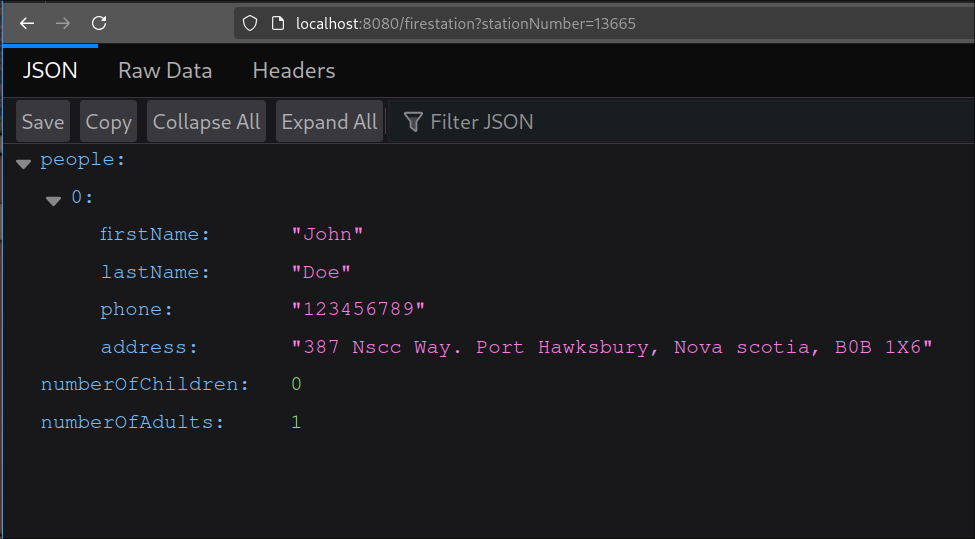 localhost:8080/firestation?stationNumber=13665
JSON Raw Data Headers
Save Copy Collapse All Expand All Filter JSON
people:
0:
firstName: "John"
lastName: "Doe"
phone: "123456789"
address: "387 Nscc Way. Port Hawksbury, Nova scotia, B0B 1X6"
numberOfChildren: 0
numberOfAdults: 1